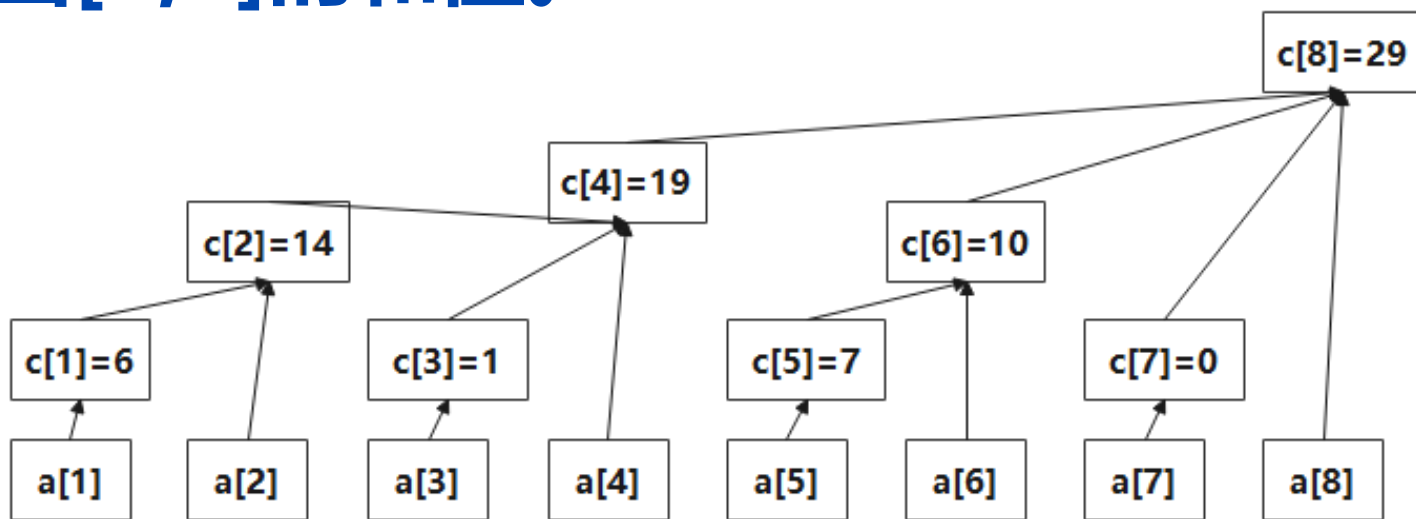 c[8]=29
c[4]=19
c[2]=14
c[6]=10
c[1]=6
c[3]=1
c[5]=7
c[7]=0
a[1]
a[2]
a[3]
a[4]
a[5]
a[6]
a[7]
a[8]